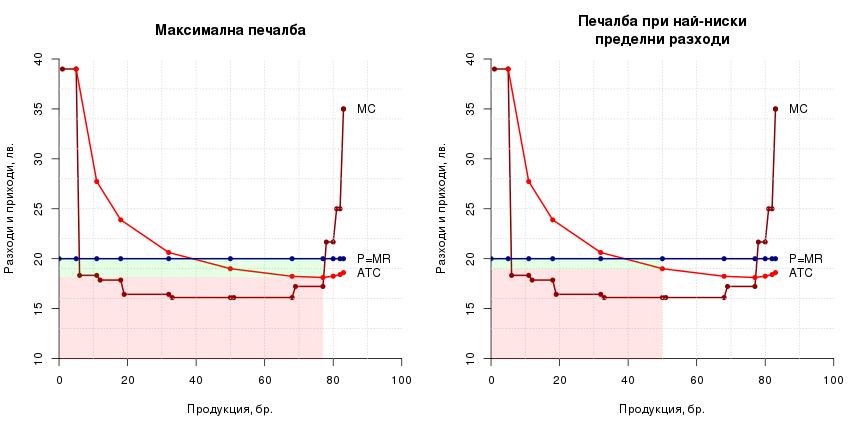 Максимална печалба
40
35
30
25
20
15
10
Разходи и приходи, лв.
MC
P=MR
ATC
0
20
40
60
80
100
Продукция, бр.
Печалба при най-ниски
пределни разходи
40
35
30
25
20
15
10
Разходи и приходи, лв.
MC
P=MR
ATC
0
20
40
60
80
100
Продукция, бр.